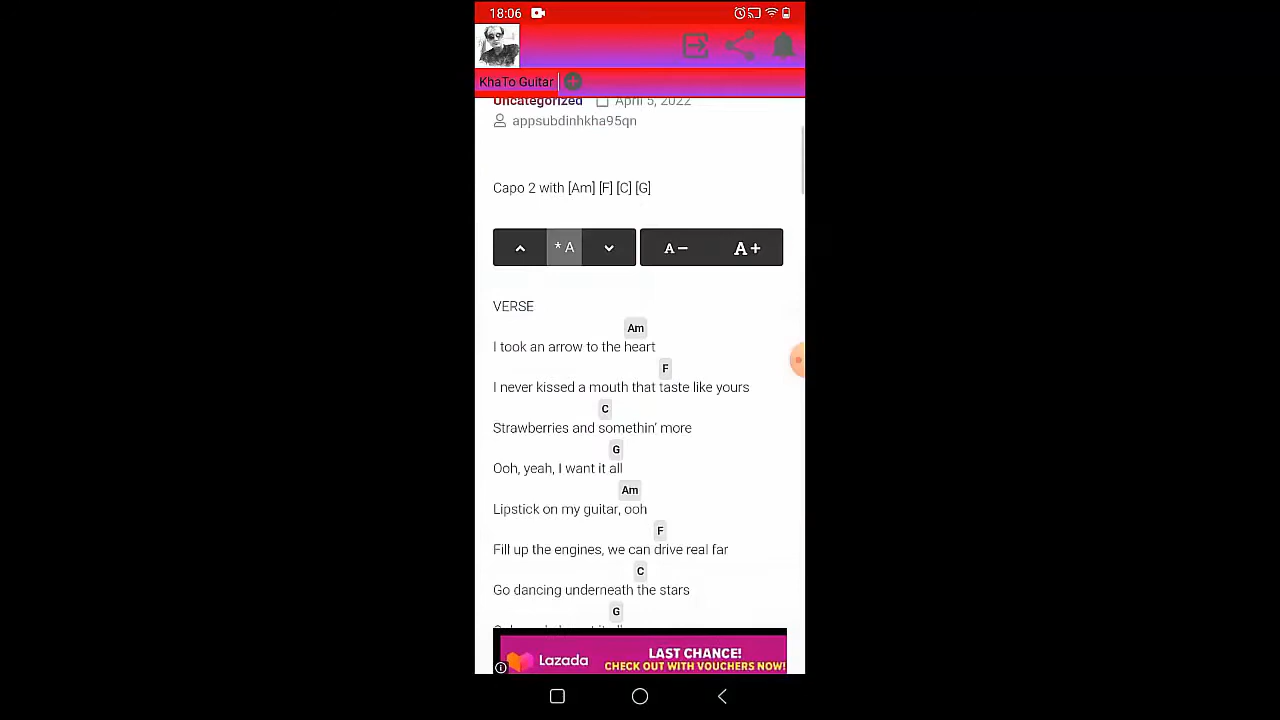 18:06
KhaTo Guitar
Uncategorized April 5, 2022
appsubdinhkha95qn
Capo 2 with [Am] [F] [C] [G]
* A A− A+
VERSE
Am
I took an arrow to the heart
F
I never kissed a mouth that taste like yours
C
Strawberries and somethin’ more
G
Ooh, yeah, I want it all
Am
Lipstick on my guitar, ooh
F
Fill up the engines, we can drive real far
C
Go dancing underneath the stars
G
Lazada
LAST CHANCE!
CHECK OUT WITH VOUCHERS NOW!